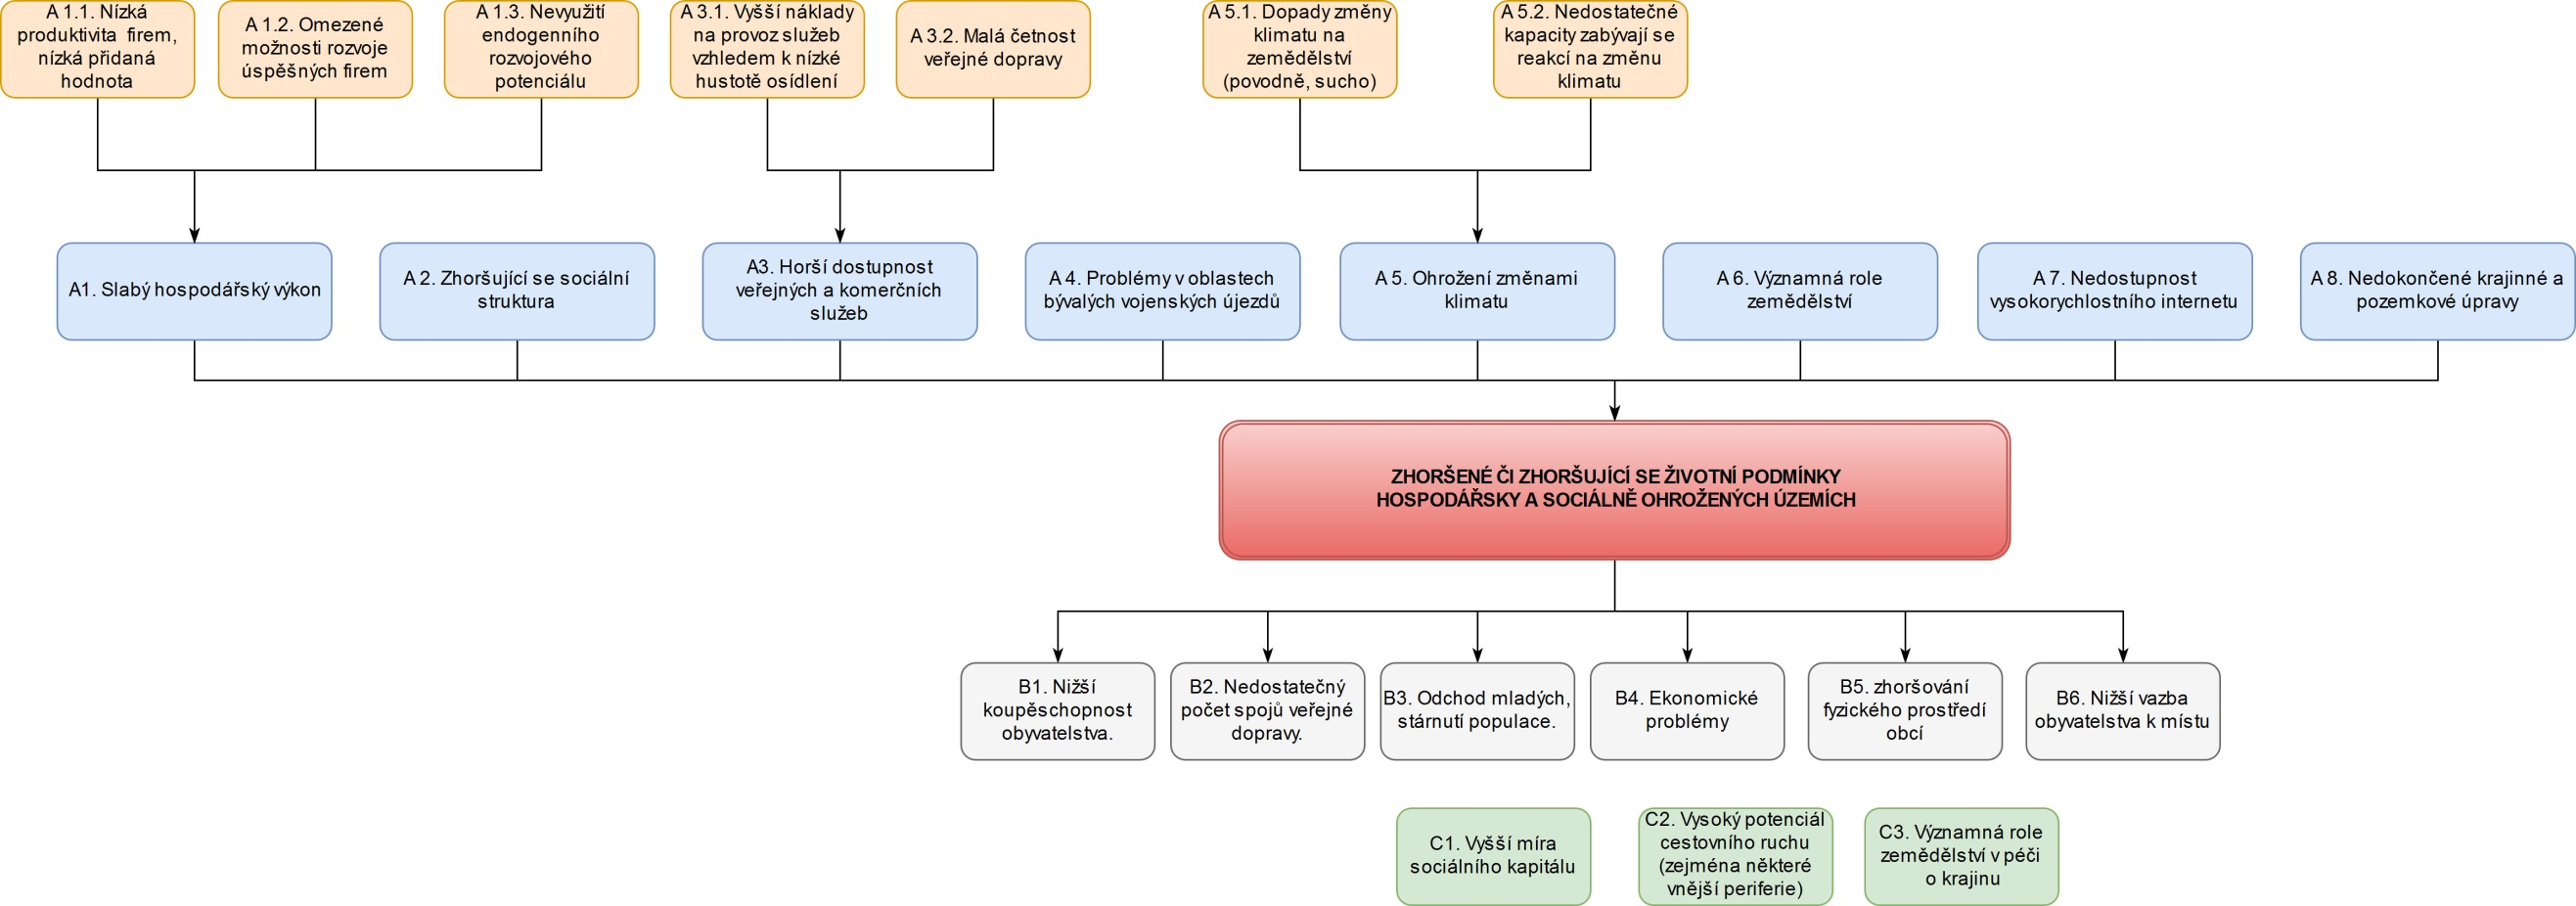 A 1.1. Nízká
produktivita firem,
nízká přidaná
hodnota
A 1.2. Omezené
možnosti rozvoje
úspěšných firem
A 1.3. Nevyužití
endogenního
rozvojového
potenciálu
A 3.1. Vyšší náklady
na provoz služeb
vzhledem k nízké
hustotě osídlení
A 3.2. Malá četnost
veřejné dopravy
A 5.1. Dopady změny
klimatu na
zemědělství
(povodně, sucho)
A 5.2. Nedostatečné
kapacity zabývají se
reakcí na změnu
klimatu
A1. Slabý hospodářský výkon
A 2. Zhoršující se sociální
struktura
A3. Horší dostupnost
veřejných a komerčních
služeb
A 4. Problémy v oblastech
bývalých vojenských újezdů
A 5. Ohrožení změnami
klimatu
A 6. Významná role
zemědělství
A 7. Nedostupnost
vysokorychlostního internetu
A 8. Nedokončené krajinné a
pozemkové úpravy
ZHORŠENÉ ČI ZHORŠUJÍCÍ SE ŽIVOTNÍ PODMÍNKY
HOSPODÁŘSKY A SOCIÁLNĚ OHROŽENÝCH ÚZEMÍCH
B1. Nižší
koupěschopnost
obyvatelstva.
B2. Nedostatečný
počet spojů veřejné
dopravy.
B3. Odchod mladých,
stárnutí populace.
B4. Ekonomické
problémy
B5. zhoršování
fyzického prostředí
obcí
B6. Nižší vazba
obyvatelstva k místu
C1. Vyšší míra
sociálního kapitálu
C2. Vysoký potenciál
cestovního ruchu
(zejména některé
vnější periferie)
C3. Významná role
zemědělství v péči
o krajinu